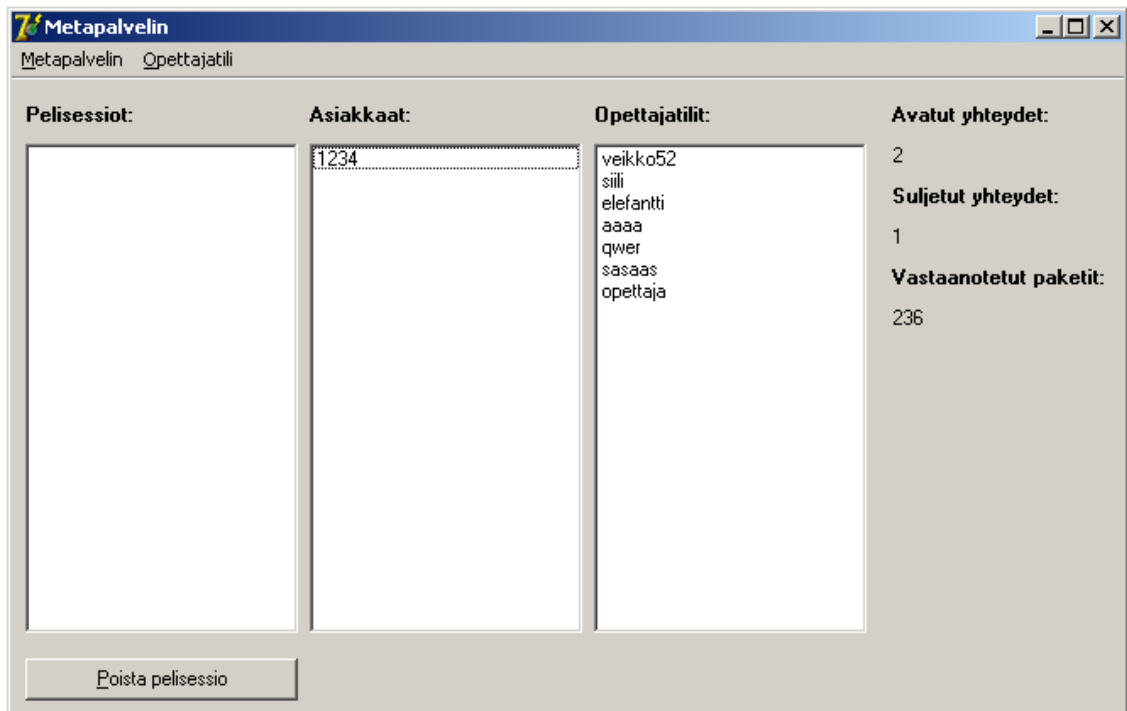 Metapalvelin
Metapalvelin Opettajatili
Pelisessiot:
Asiakkaat:
1234
Opettajatilit:
veikko52
siili
elefantti
aaaa
qwer
sasaas
opettaja
Avatut yhteydet:
2
Suljetut yhteydet:
1
Vastaanotetut paketit:
236
Poista pelisessio